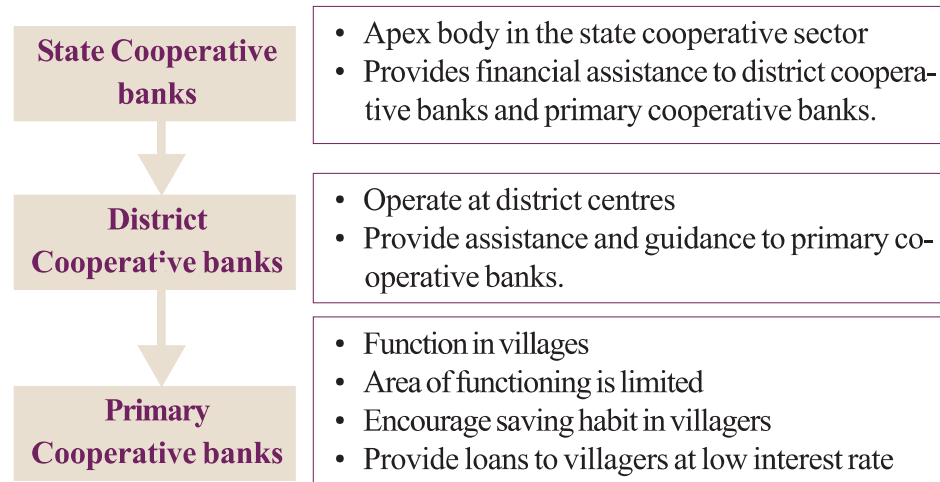 State Cooperative
banks
• Apex body in the state cooperative sector
• Provides financial assistance to district coopera-
tive banks and primary cooperative banks.
District
Cooperative banks
• Operate at district centres
• Provide assistance and guidance to primary co-
operative banks.
Primary
Cooperative banks
• Function in villages
• Area of functioning is limited
• Encourage saving habit in villagers
• Provide loans to villagers at low interest rate